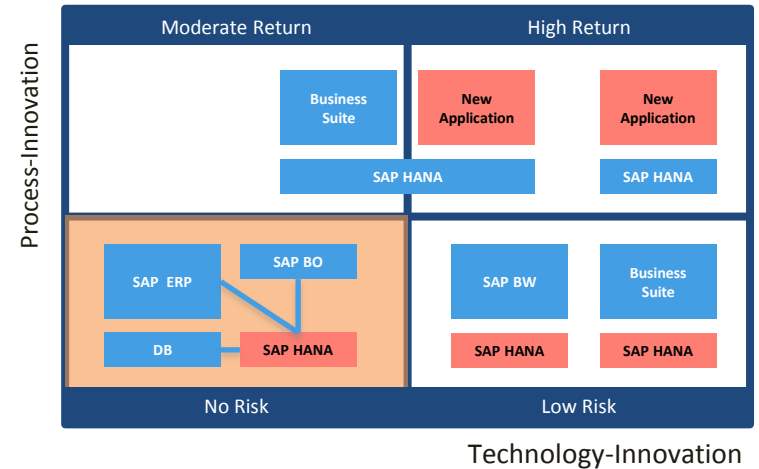 Moderate Return
High Return
Process-Innovation
Business
Suite
New
Application
New
Application
SAP HANA
SAP HANA
SAP ERP
SAP BO
SAP BW
Business
Suite
DB
SAP HANA
SAP HANA
SAP HANA
No Risk
Low Risk
Technology-Innovation